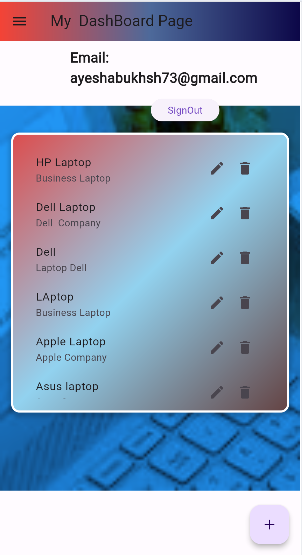 My DashBoard Page
Email:
ayeshabukhsh73@gmail.com
SignOut
HP Laptop
Business Laptop
Dell Laptop
Dell Company
Dell
Laptop Dell
LAptop
Business Laptop
Apple Laptop
Apple Company
Asus laptop
+